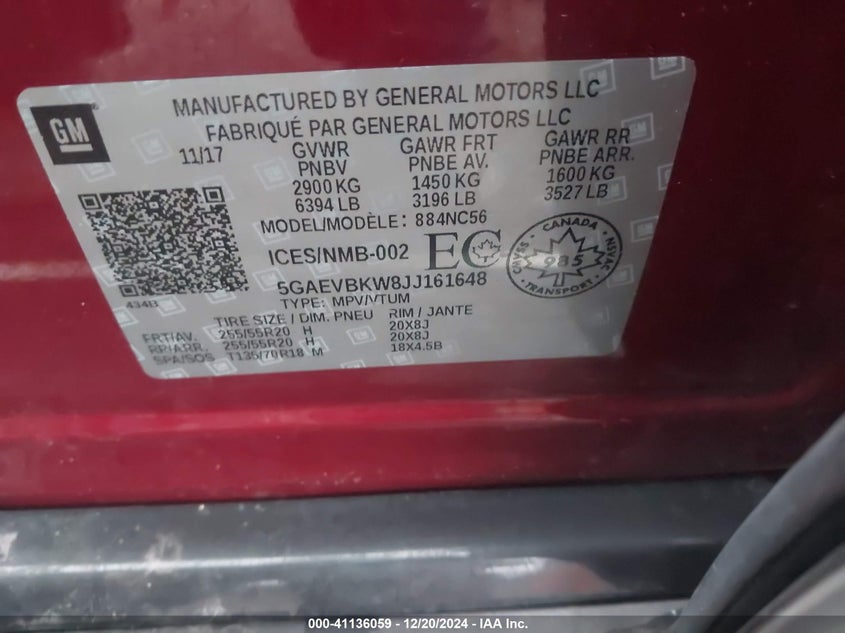 GM
MANUFACTURED BY GENERAL MOTORS LLC
FABRIQUÉ PAR GENERAL MOTORS LLC
11/17 GVWR GAWR FRT GAWR RR
PNBV PNBE AV. PNBE ARR.
2900 KG 1450 KG 1600 KG
6394 LB 3196 LB 3527 LB
MODEL/MODÈLE: 884NC56
ICES/NMB-002 EC
CANADA
CMVSS 985 NSVAC
TRANSPORT
5GAEVBKW8JJ161648
434B
TYPE: MPV/VTUM
TIRE SIZE / DIM. PNEU RIM / JANTE
FRT/AV. 255/55R20 H 20X8J
RR/ARR. 255/55R20 H 20X8J
SPA/SOS T135/70R18 M 18X4.5B
000-41136059 - 12/20/2024 - IAA Inc.